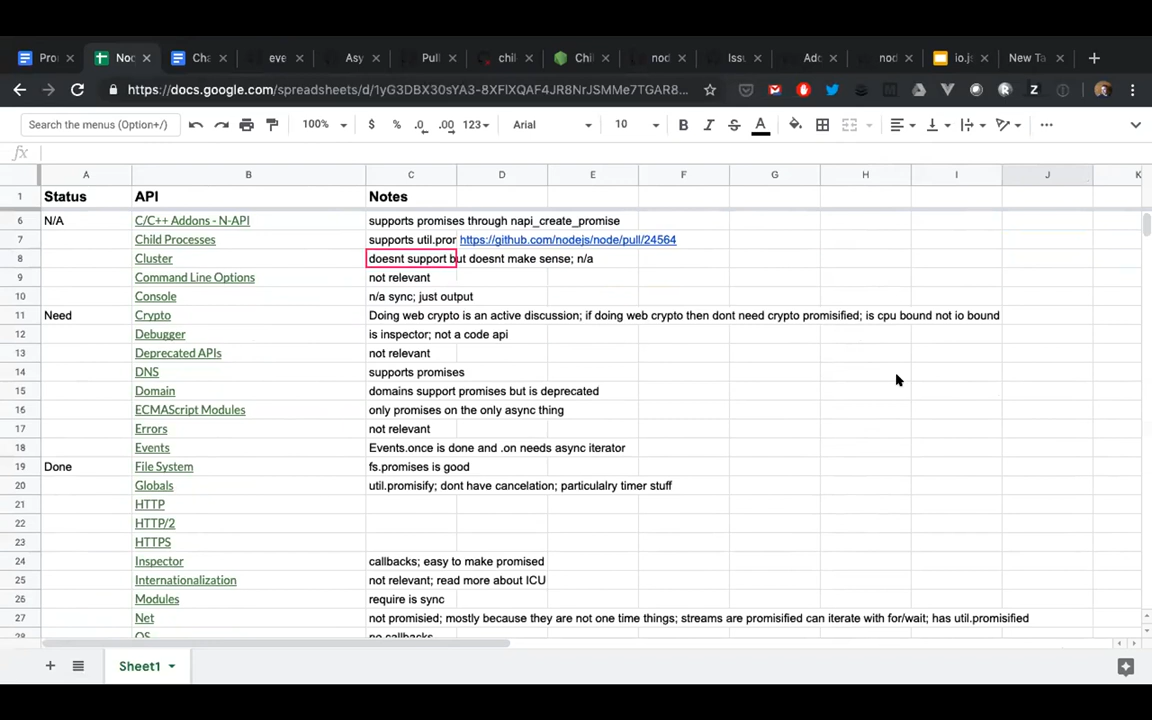 Pro Noc Cha eve Asy Pull chil Chil nod Issu Add nod io.js New Ta
https://docs.google.com/spreadsheets/d/1yG3DBX30sYA3-8XFlXQAF4JR8NrJSMMe7TGAR8...
Search the menus (Option+/) 100% $ % .0 .00 123 Arial 10 B I S A
fx
A B C D E F G H I J K
1 Status API Notes
6 N/A C/C++ Addons - N-API supports promises through napi_create_promise
7 Child Processes supports util.pror https://github.com/nodejs/node/pull/24564
8 Cluster doesnt support but doesnt make sense; n/a
9 Command Line Options not relevant
10 Console n/a sync; just output
11 Need Crypto Doing web crypto is an active discussion; if doing web crypto then dont need crypto promisified; is cpu bound not io bound
12 Debugger is inspector; not a code api
13 Deprecated APIs not relevant
14 DNS supports promises
15 Domain domains support promises but is deprecated
16 ECMAScript Modules only promises on the only async thing
17 Errors not relevant
18 Events Events.once is done and .on needs async iterator
19 Done File System fs.promises is good
20 Globals util.promisify; dont have cancelation; particulalry timer stuff
21 HTTP
22 HTTP/2
23 HTTPS
24 Inspector callbacks; easy to make promised
25 Internationalization not relevant; read more about ICU
26 Modules require is sync
27 Net not promisied; mostly because they are not one time things; streams are promisified can iterate with for/wait; has util.promisified
28 OS no callbacks
Sheet1